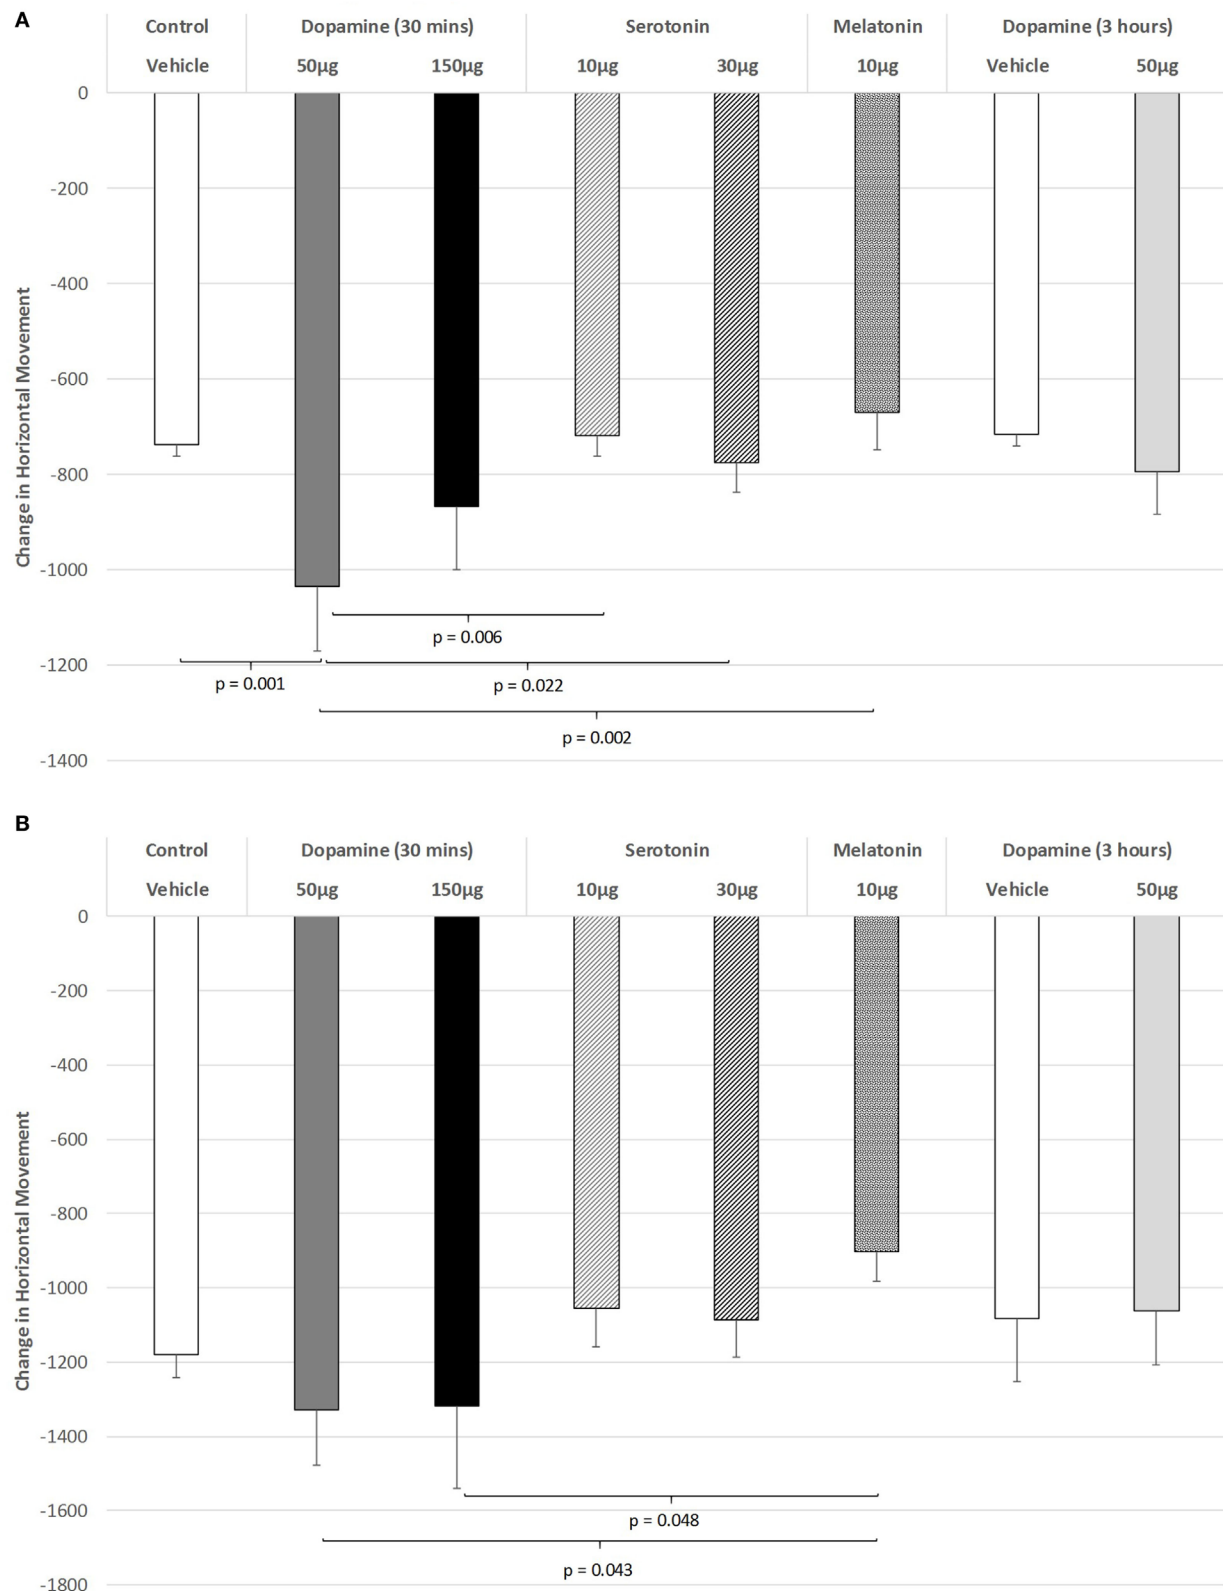 A
Control Dopamine (30 mins) Serotonin Melatonin Dopamine (3 hours)
Vehicle 50µg 150µg 10µg 30µg 10µg Vehicle 50µg
0
-200
-400
-600
-800
-1000
-1200
-1400
Change in Horizontal Movement
p = 0.006
p = 0.001 p = 0.022
p = 0.002
B
Control Dopamine (30 mins) Serotonin Melatonin Dopamine (3 hours)
Vehicle 50µg 150µg 10µg 30µg 10µg Vehicle 50µg
0
-200
-400
-600
-800
-1000
-1200
-1400
-1600
-1800
Change in Horizontal Movement
p = 0.048
p = 0.043